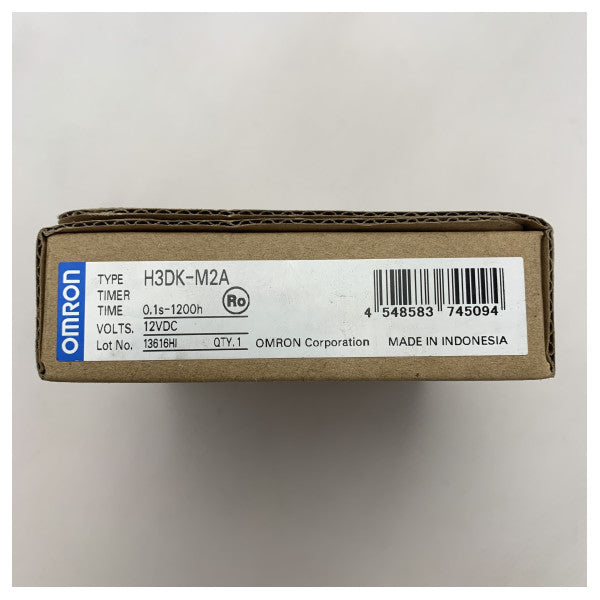 OMRON
TYPE H3DK-M2A
TIMER
TIME 0.1s-1200h Ro
VOLTS. 12VDC
Lot No. 13616HI QTY. 1 OMRON Corporation MADE IN INDONESIA
4 548583 745094